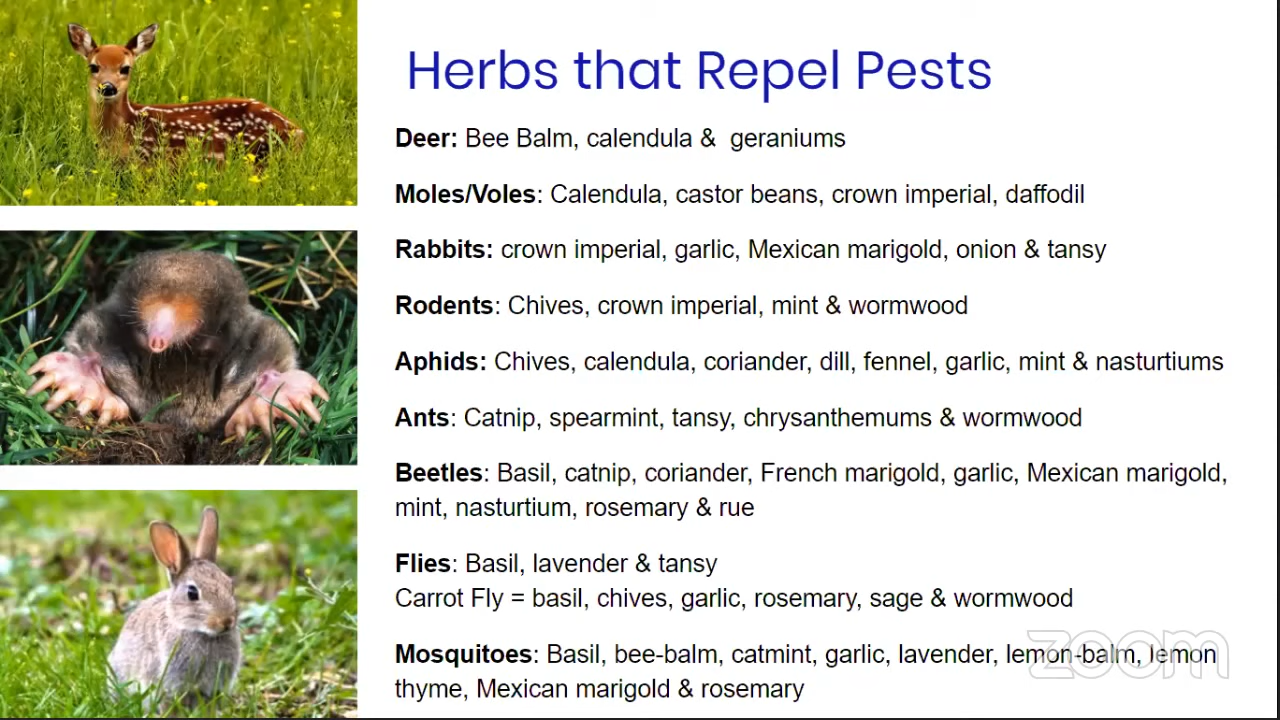 Herbs that Repel Pests
Deer: Bee Balm, calendula &  geraniums
Moles/Voles: Calendula, castor beans, crown imperial, daffodil
Rabbits: crown imperial, garlic, Mexican marigold, onion & tansy
Rodents: Chives, crown imperial, mint & wormwood
Aphids: Chives, calendula, coriander, dill, fennel, garlic, mint & nasturtiums
Ants: Catnip, spearmint, tansy, chrysanthemums & wormwood
Beetles: Basil, catnip, coriander, French marigold, garlic, Mexican marigold,
mint, nasturtium, rosemary & rue
Flies: Basil, lavender & tansy
Carrot Fly = basil, chives, garlic, rosemary, sage & wormwood
Mosquitoes: Basil, bee-balm, catmint, garlic, lavender, lemon-balm, lemon
thyme, Mexican marigold & rosemary
zoom